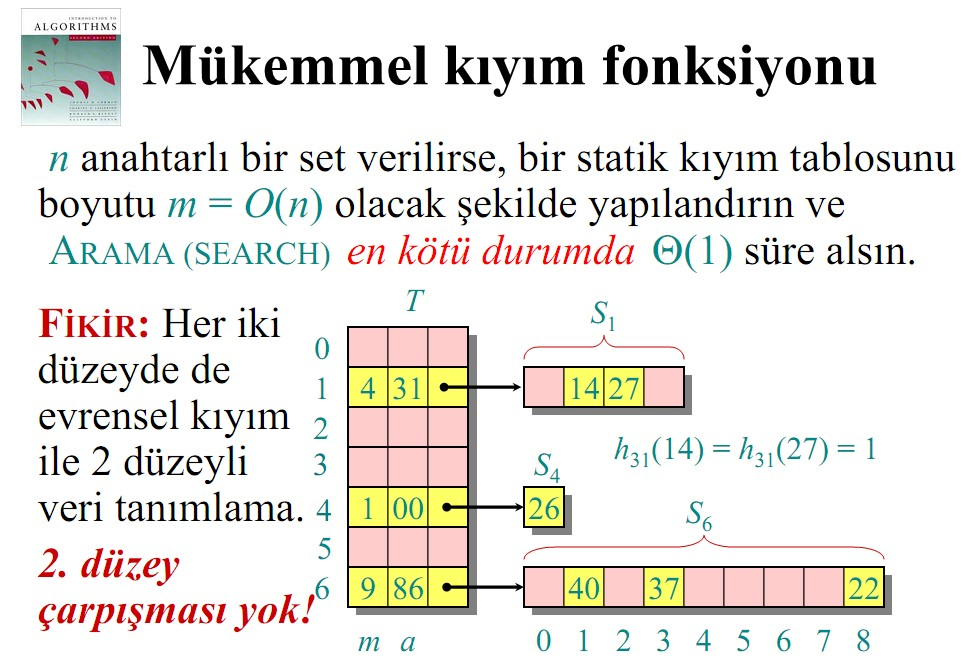 INTRODUCTION TO
ALGORITHMS
SECOND EDITION
Mükemmel kıyım fonksiyonu
n anahtarlı bir set verilirse, bir statik kıyım tablosunu
boyutu m = O(n) olacak şekilde yapılandırın ve
ARAMA (SEARCH) en kötü durumda Θ(1) süre alsın.
FİKİR: Her iki
düzeyde de
evrensel kıyım
ile 2 düzeyli
veri tanımlama.
2. düzey
çarpışması yok!
T
0
1 4 31
2
3
4 1 00
5
6 9 86
m a
S1
14 27
h31(14) = h31(27) = 1
S4
26
S6
40 37 22
0 1 2 3 4 5 6 7 8